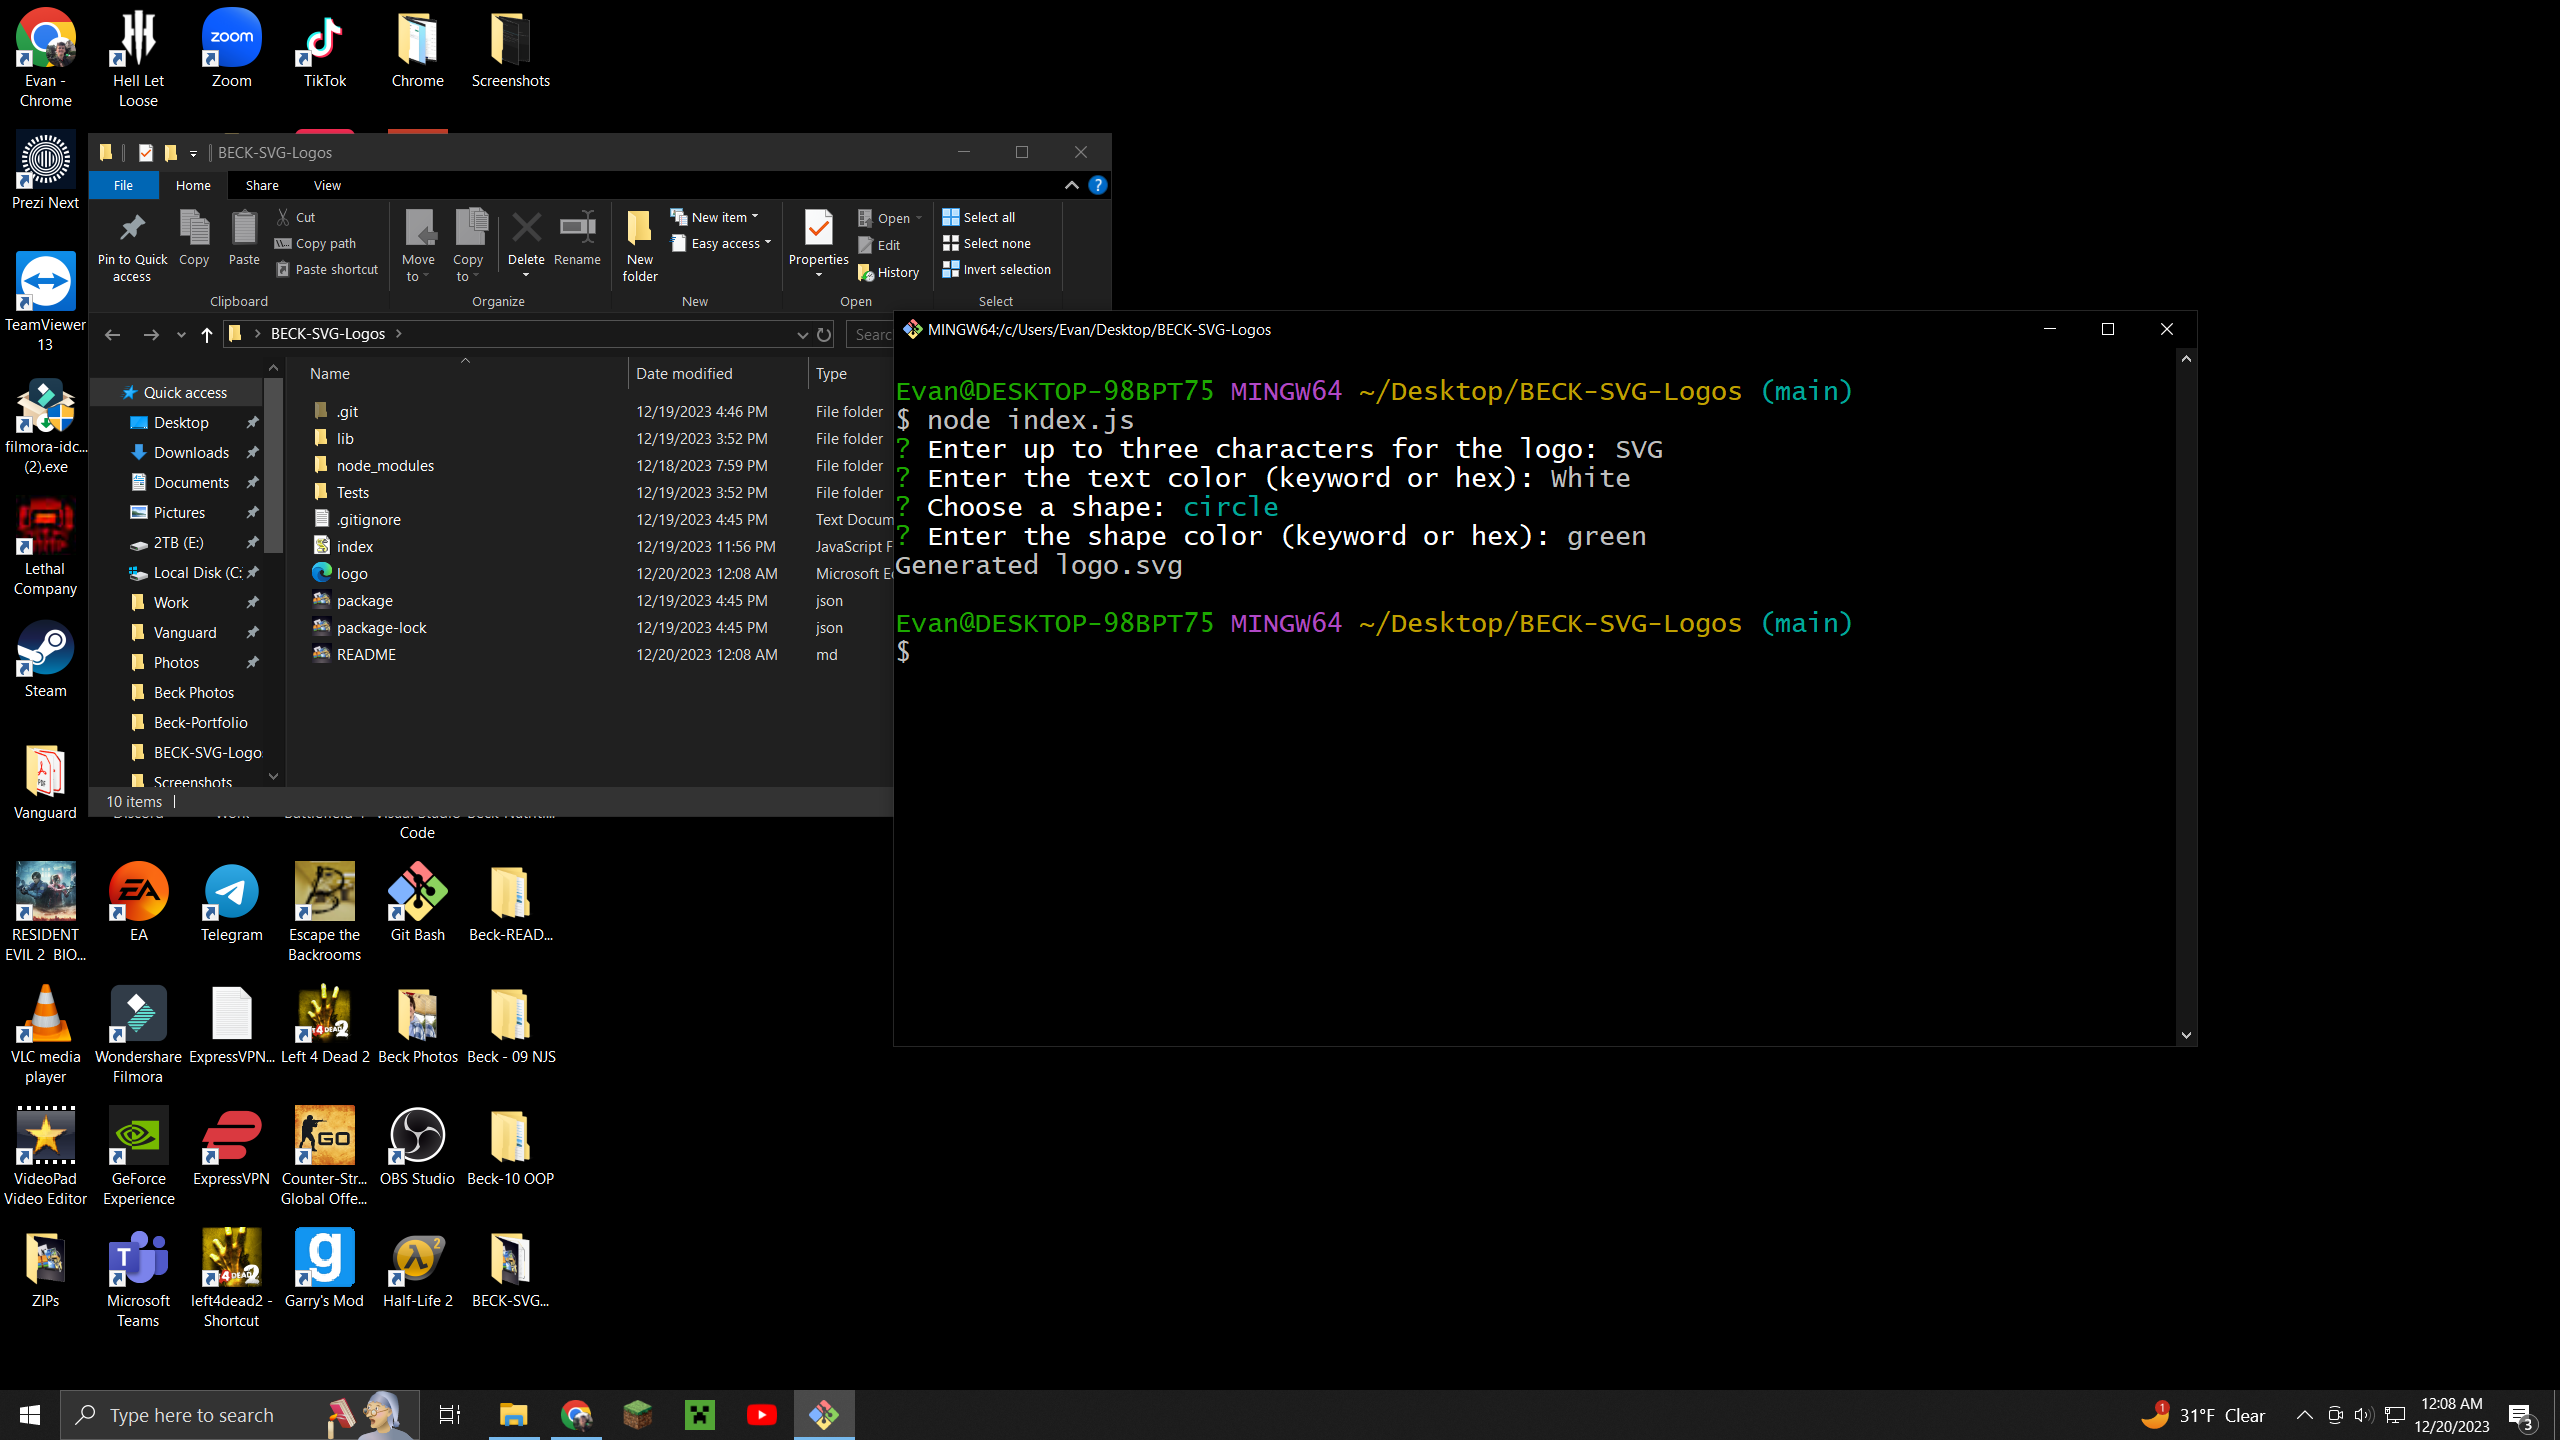 Evan - Chrome
Hell Let Loose
Zoom
TikTok
Chrome
Screenshots
Prezi Next
TeamViewer 13
filmora-idc... (2).exe
Lethal Company
Steam
Vanguard
BECK-SVG-Logos
File
Home
Share
View
Pin to Quick access
Copy
Paste
Cut
Copy path
Paste shortcut
Clipboard
Move to
Copy to
Delete
Rename
Organize
New folder
New item
Easy access
New
Properties
Open
Edit
History
Open
Select all
Select none
Invert selection
Select
BECK-SVG-Logos
Name
Date modified
Type
Quick access
Desktop
Downloads
Documents
Pictures
2TB (E:)
Local Disk (C:
Work
Vanguard
Photos
Beck Photos
Beck-Portfolio
BECK-SVG-Logo
Screenshots
.git 12/19/2023 4:46 PM File folder
lib 12/19/2023 3:52 PM File folder
node_modules 12/18/2023 7:59 PM File folder
Tests 12/19/2023 3:52 PM File folder
.gitignore 12/19/2023 4:45 PM Text Docum
index 12/19/2023 11:56 PM JavaScript F
logo 12/20/2023 12:08 AM Microsoft E
package 12/19/2023 4:45 PM json
package-lock 12/19/2023 4:45 PM json
README 12/20/2023 12:08 AM md
10 items
MINGW64:/c/Users/Evan/Desktop/BECK-SVG-Logos
Evan@DESKTOP-98BPT75 MINGW64 ~/Desktop/BECK-SVG-Logos (main)
$ node index.js
? Enter up to three characters for the logo: SVG
? Enter the text color (keyword or hex): White
? Choose a shape: circle
? Enter the shape color (keyword or hex): green
Generated logo.svg
Evan@DESKTOP-98BPT75 MINGW64 ~/Desktop/BECK-SVG-Logos (main)
$
Code
RESIDENT EVIL 2 BIO...
EA
Telegram
Escape the Backrooms
Git Bash
Beck-READ...
VLC media player
Wondershare Filmora
ExpressVPN...
Left 4 Dead 2
Beck Photos
Beck - 09 NJS
VideoPad Video Editor
GeForce Experience
ExpressVPN
Counter-Str... Global Offe...
OBS Studio
Beck-10 OOP
ZIPs
Microsoft Teams
left4dead2 - Shortcut
Garry's Mod
Half-Life 2
BECK-SVG...
Type here to search
1
31°F Clear
12:08 AM
12/20/2023
3